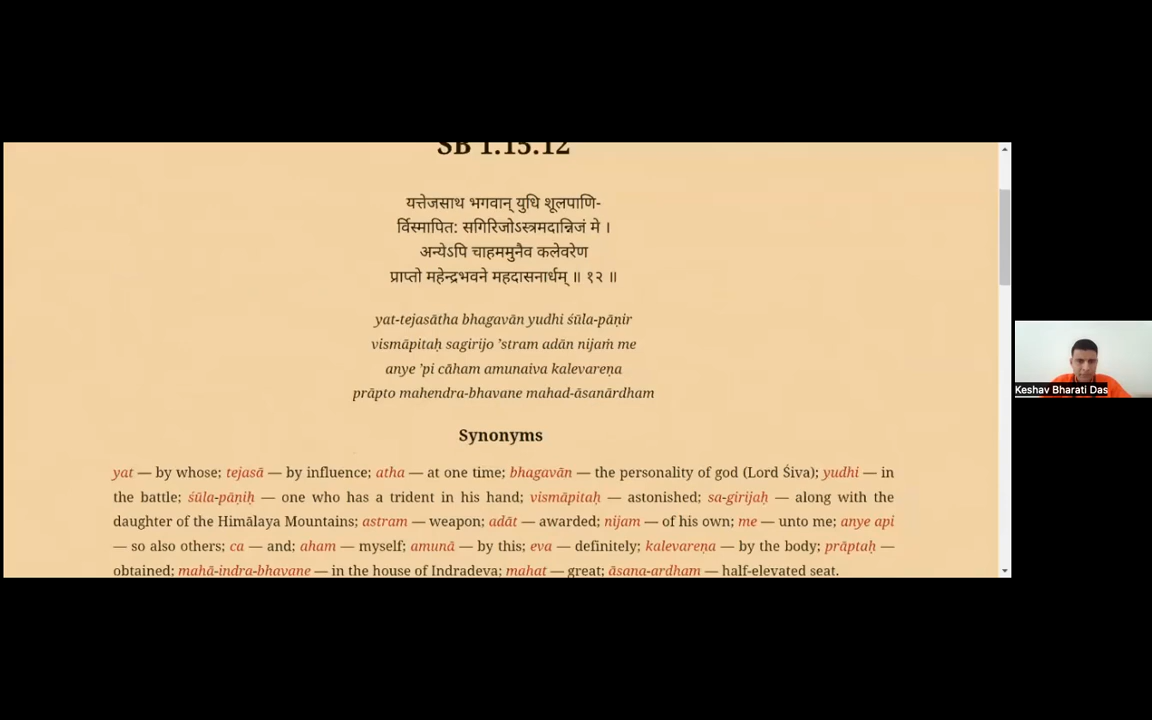 SB 1.15.12
यत्तेजसाथ भगवान् युधि शूलपाणि-
र्विस्मापित: सगिरिजोऽस्त्रमदान्निजं मे ।
अन्येऽपि चाहममुनैव कलेवरेण
प्राप्तो महेन्द्रभवने महदासनार्धम् ॥ १२ ॥
yat-tejasātha bhagavān yudhi śūla-pāṇir
vismāpitaḥ sagirijo ’stram adān nijaṁ me
anye ’pi cāham amunaiva kalevareṇa
prāpto mahendra-bhavane mahad-āsanārdham
Synonyms
yat — by whose; tejasā — by influence; atha — at one time; bhagavān — the personality of god (Lord Śiva); yudhi — in
the battle; śūla-pāṇiḥ — one who has a trident in his hand; vismāpitaḥ — astonished; sa-girijaḥ — along with the
daughter of the Himālaya Mountains; astram — weapon; adāt — awarded; nijam — of his own; me — unto me; anye api
— so also others; ca — and; aham — myself; amunā — by this; eva — definitely; kalevareṇa — by the body; prāptaḥ —
obtained; mahā-indra-bhavane — in the house of Indradeva; mahat — great; āsana-ardham — half-elevated seat.
Keshav Bharati Das